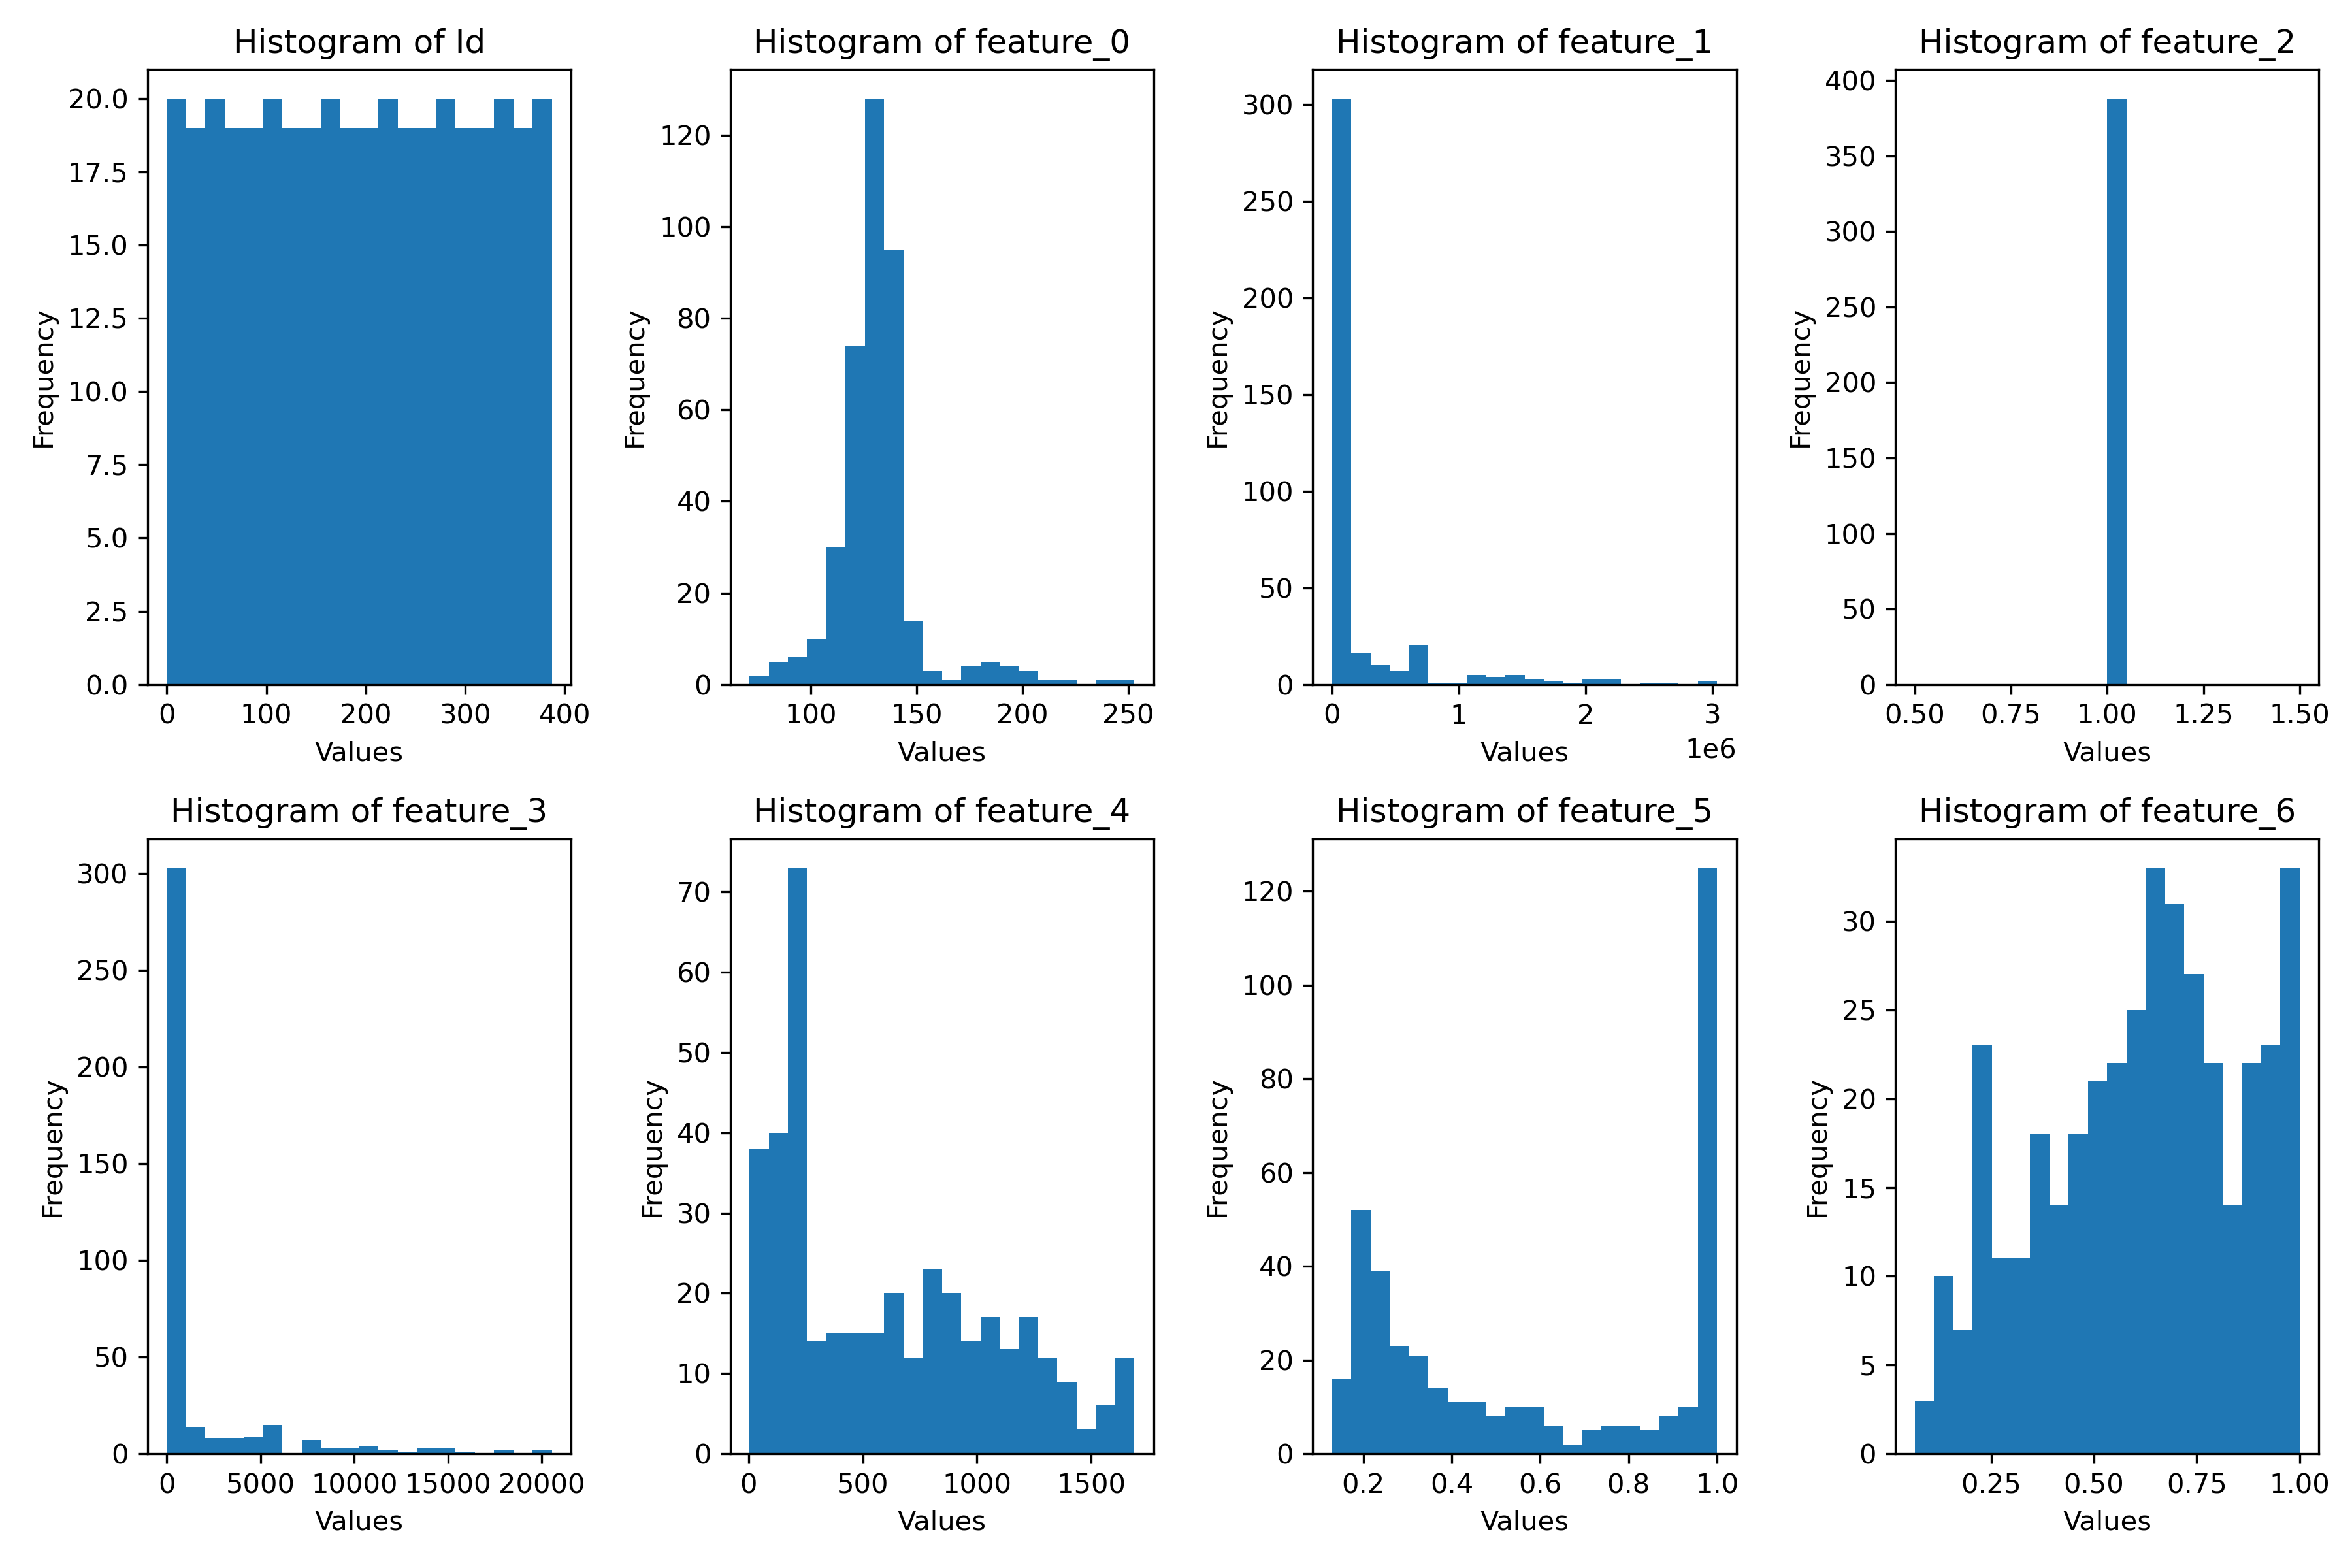 Histogram of Id
20.0
17.5
15.0
12.5
10.0
7.5
5.0
2.5
0.0
Frequency
0 100 200 300 400
Values
Histogram of feature_0
120
100
80
60
40
20
0
Frequency
100 150 200 250
Values
Histogram of feature_1
300
250
200
150
100
50
0
Frequency
0 1 2 3
1e6
Values
Histogram of feature_2
400
350
300
250
200
150
100
50
0
Frequency
0.50 0.75 1.00 1.25 1.50
Values
Histogram of feature_3
300
250
200
150
100
50
0
Frequency
0 5000 10000 15000 20000
Values
Histogram of feature_4
70
60
50
40
30
20
10
0
Frequency
0 500 1000 1500
Values
Histogram of feature_5
120
100
80
60
40
20
0
Frequency
0.2 0.4 0.6 0.8 1.0
Values
Histogram of feature_6
30
25
20
15
10
5
0
Frequency
0.25 0.50 0.75 1.00
Values